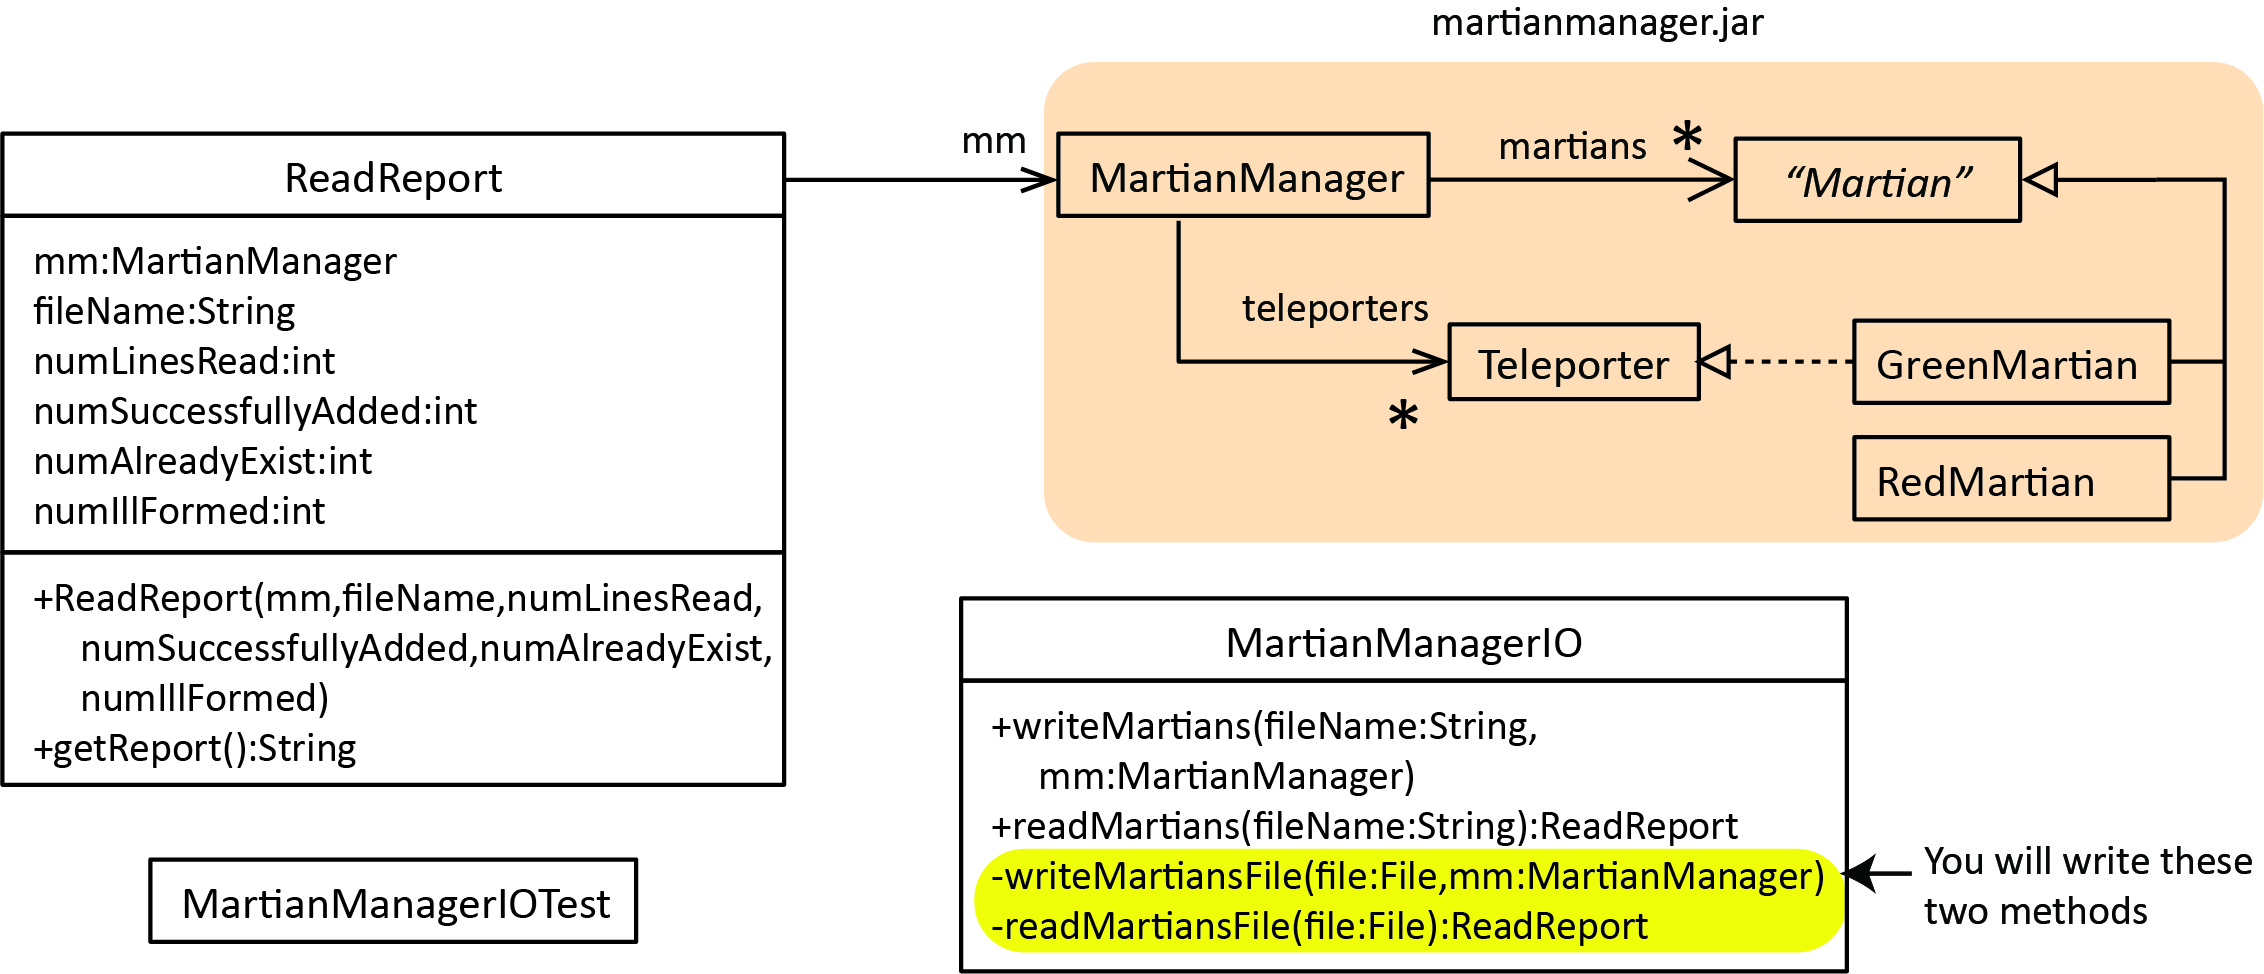 martianmanager.jar
ReadReport
mm:MartianManager
fileName:String
numLinesRead:int
numSuccessfullyAdded:int
numAlreadyExist:int
numIllFormed:int
+ReadReport(mm,fileName,numLinesRead,
numSuccessfullyAdded,numAlreadyExist,
numIllFormed)
+getReport():String
mm
MartianManager
martians
*
“Martian”
teleporters
*
Teleporter
GreenMartian
RedMartian
MartianManagerIO
+writeMartians(fileName:String,
mm:MartianManager)
+readMartians(fileName:String):ReadReport
-writeMartiansFile(file:File,mm:MartianManager)
-readMartiansFile(file:File):ReadReport
You will write these
two methods
MartianManagerIOTest